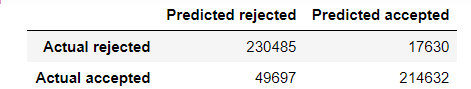 Predicted rejected Predicted accepted
Actual rejected 230485 17630
Actual accepted 49697 214632